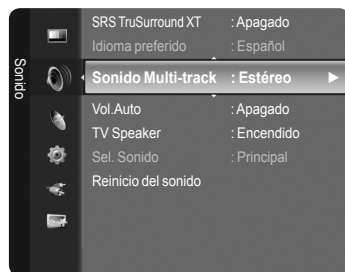 Sonido
SRS TruSurround XT : Apagado
Idioma preferido : Español
Sonido Multi-track : Estéreo
Vol.Auto : Apagado
TV Speaker : Encendido
Sel. Sonido : Principal
Reinicio del sonido